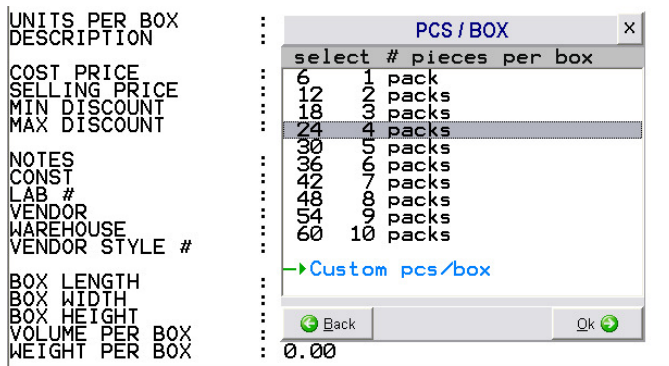 UNITS PER BOX :
DESCRIPTION :
COST PRICE :
SELLING PRICE :
MIN DISCOUNT :
MAX DISCOUNT :
NOTES :
CONST :
LAB # :
VENDOR :
WAREHOUSE :
VENDOR STYLE # :
BOX LENGTH :
BOX WIDTH :
BOX HEIGHT :
VOLUME PER BOX :
WEIGHT PER BOX : 0.00
PCS / BOX X
select # pieces per box
6 1 pack
12 2 packs
18 3 packs
24 4 packs
30 5 packs
36 6 packs
42 7 packs
48 8 packs
54 9 packs
60 10 packs
Custom pcs/box
Back Ok